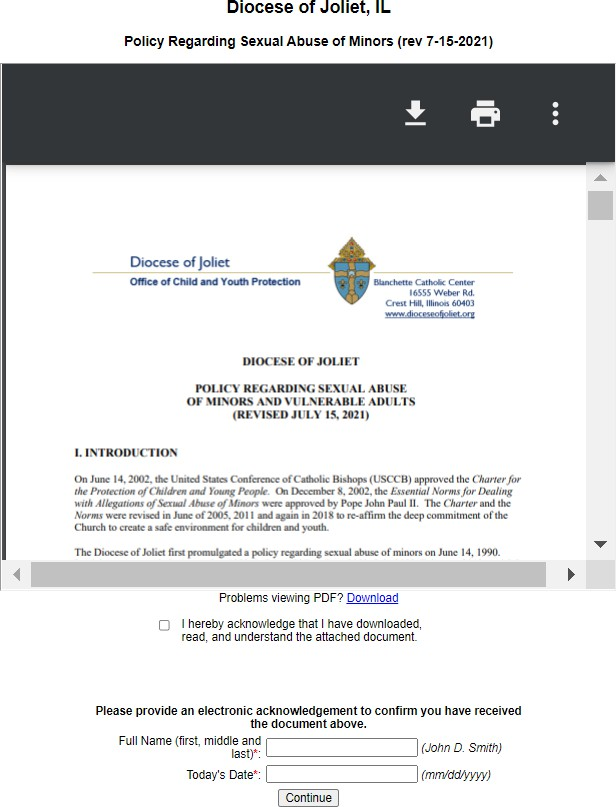 Diocese of Joliet, IL
Policy Regarding Sexual Abuse of Minors (rev 7-15-2021)
Diocese of Joliet
Office of Child and Youth Protection
Blanchette Catholic Center
16555 Weber Rd.
Crest Hill, Illinois 60403
www.dioceseofjoliet.org
DIOCESE OF JOLIET
POLICY REGARDING SEXUAL ABUSE
OF MINORS AND VULNERABLE ADULTS
(REVISED JULY 15, 2021)
I. INTRODUCTION
On June 14, 2002, the United States Conference of Catholic Bishops (USCCB) approved the Charter for
the Protection of Children and Young People. On December 8, 2002, the Essential Norms for Dealing
with Allegations of Sexual Abuse of Minors were approved by Pope John Paul II. The Charter and the
Norms were revised in June of 2005, 2011 and again in 2018 to re-affirm the deep commitment of the
Church to create a safe environment for children and youth.
The Diocese of Joliet first promulgated a policy regarding sexual abuse of minors on June 14, 1990.
Problems viewing PDF? Download
I hereby acknowledge that I have downloaded,
read, and understand the attached document.
Please provide an electronic acknowledgement to confirm you have received
the document above.
Full Name (first, middle and
last)*:
(John D. Smith)
Today's Date*:
(mm/dd/yyyy)
Continue